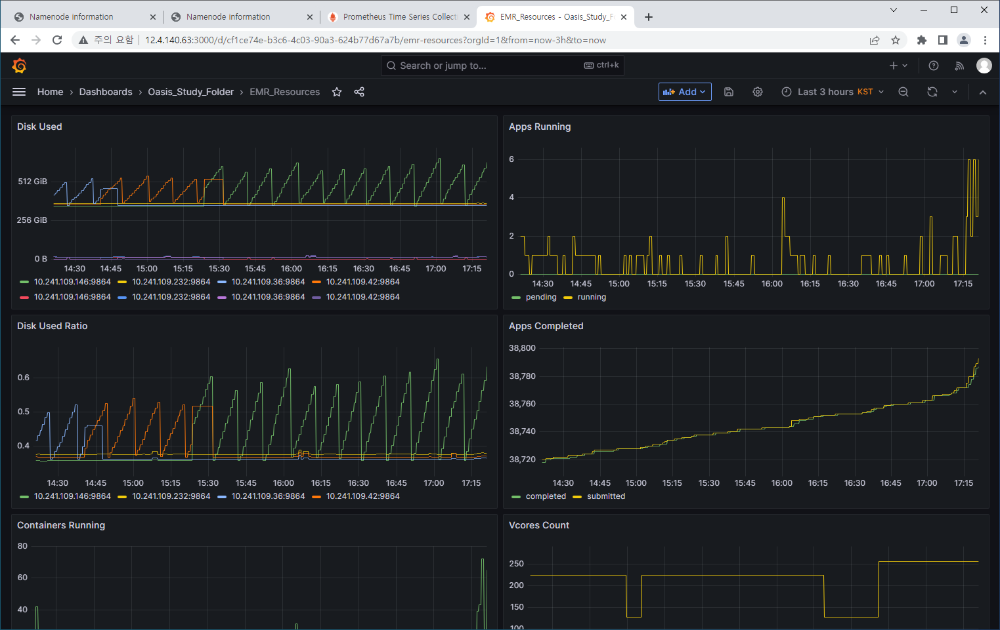 Namenode information
Namenode information
Prometheus Time Series Collecti
EMR_Resources - Oasis_Study_F
주의 요함
12.4.140.63:3000/d/cf1ce74e-b3c6-4c03-90a3-624b77d67a7b/emr-resources?orgId=1&from=now-3h&to=now
Search or jump to...
ctrl+k
Home › Dashboards › Oasis_Study_Folder › EMR_Resources
Add
Last 3 hours KST
Disk Used
512 GiB
256 GiB
0 B
14:30 14:45 15:00 15:15 15:30 15:45 16:00 16:15 16:30 16:45 17:00 17:15
10.241.109.146:9864 10.241.109.232:9864 10.241.109.36:9864 10.241.109.42:9864
10.241.109.146:9864 10.241.109.232:9864 10.241.109.36:9864 10.241.109.42:9864
Apps Running
6
4
2
0
14:30 14:45 15:00 15:15 15:30 15:45 16:00 16:15 16:30 16:45 17:00 17:15
pending running
Disk Used Ratio
0.6
0.5
0.4
14:30 14:45 15:00 15:15 15:30 15:45 16:00 16:15 16:30 16:45 17:00 17:15
10.241.109.146:9864 10.241.109.232:9864 10.241.109.36:9864 10.241.109.42:9864
Apps Completed
38,800
38,780
38,760
38,740
38,720
14:30 14:45 15:00 15:15 15:30 15:45 16:00 16:15 16:30 16:45 17:00 17:15
completed submitted
Containers Running
80
60
40
Vcores Count
250
200
150
100